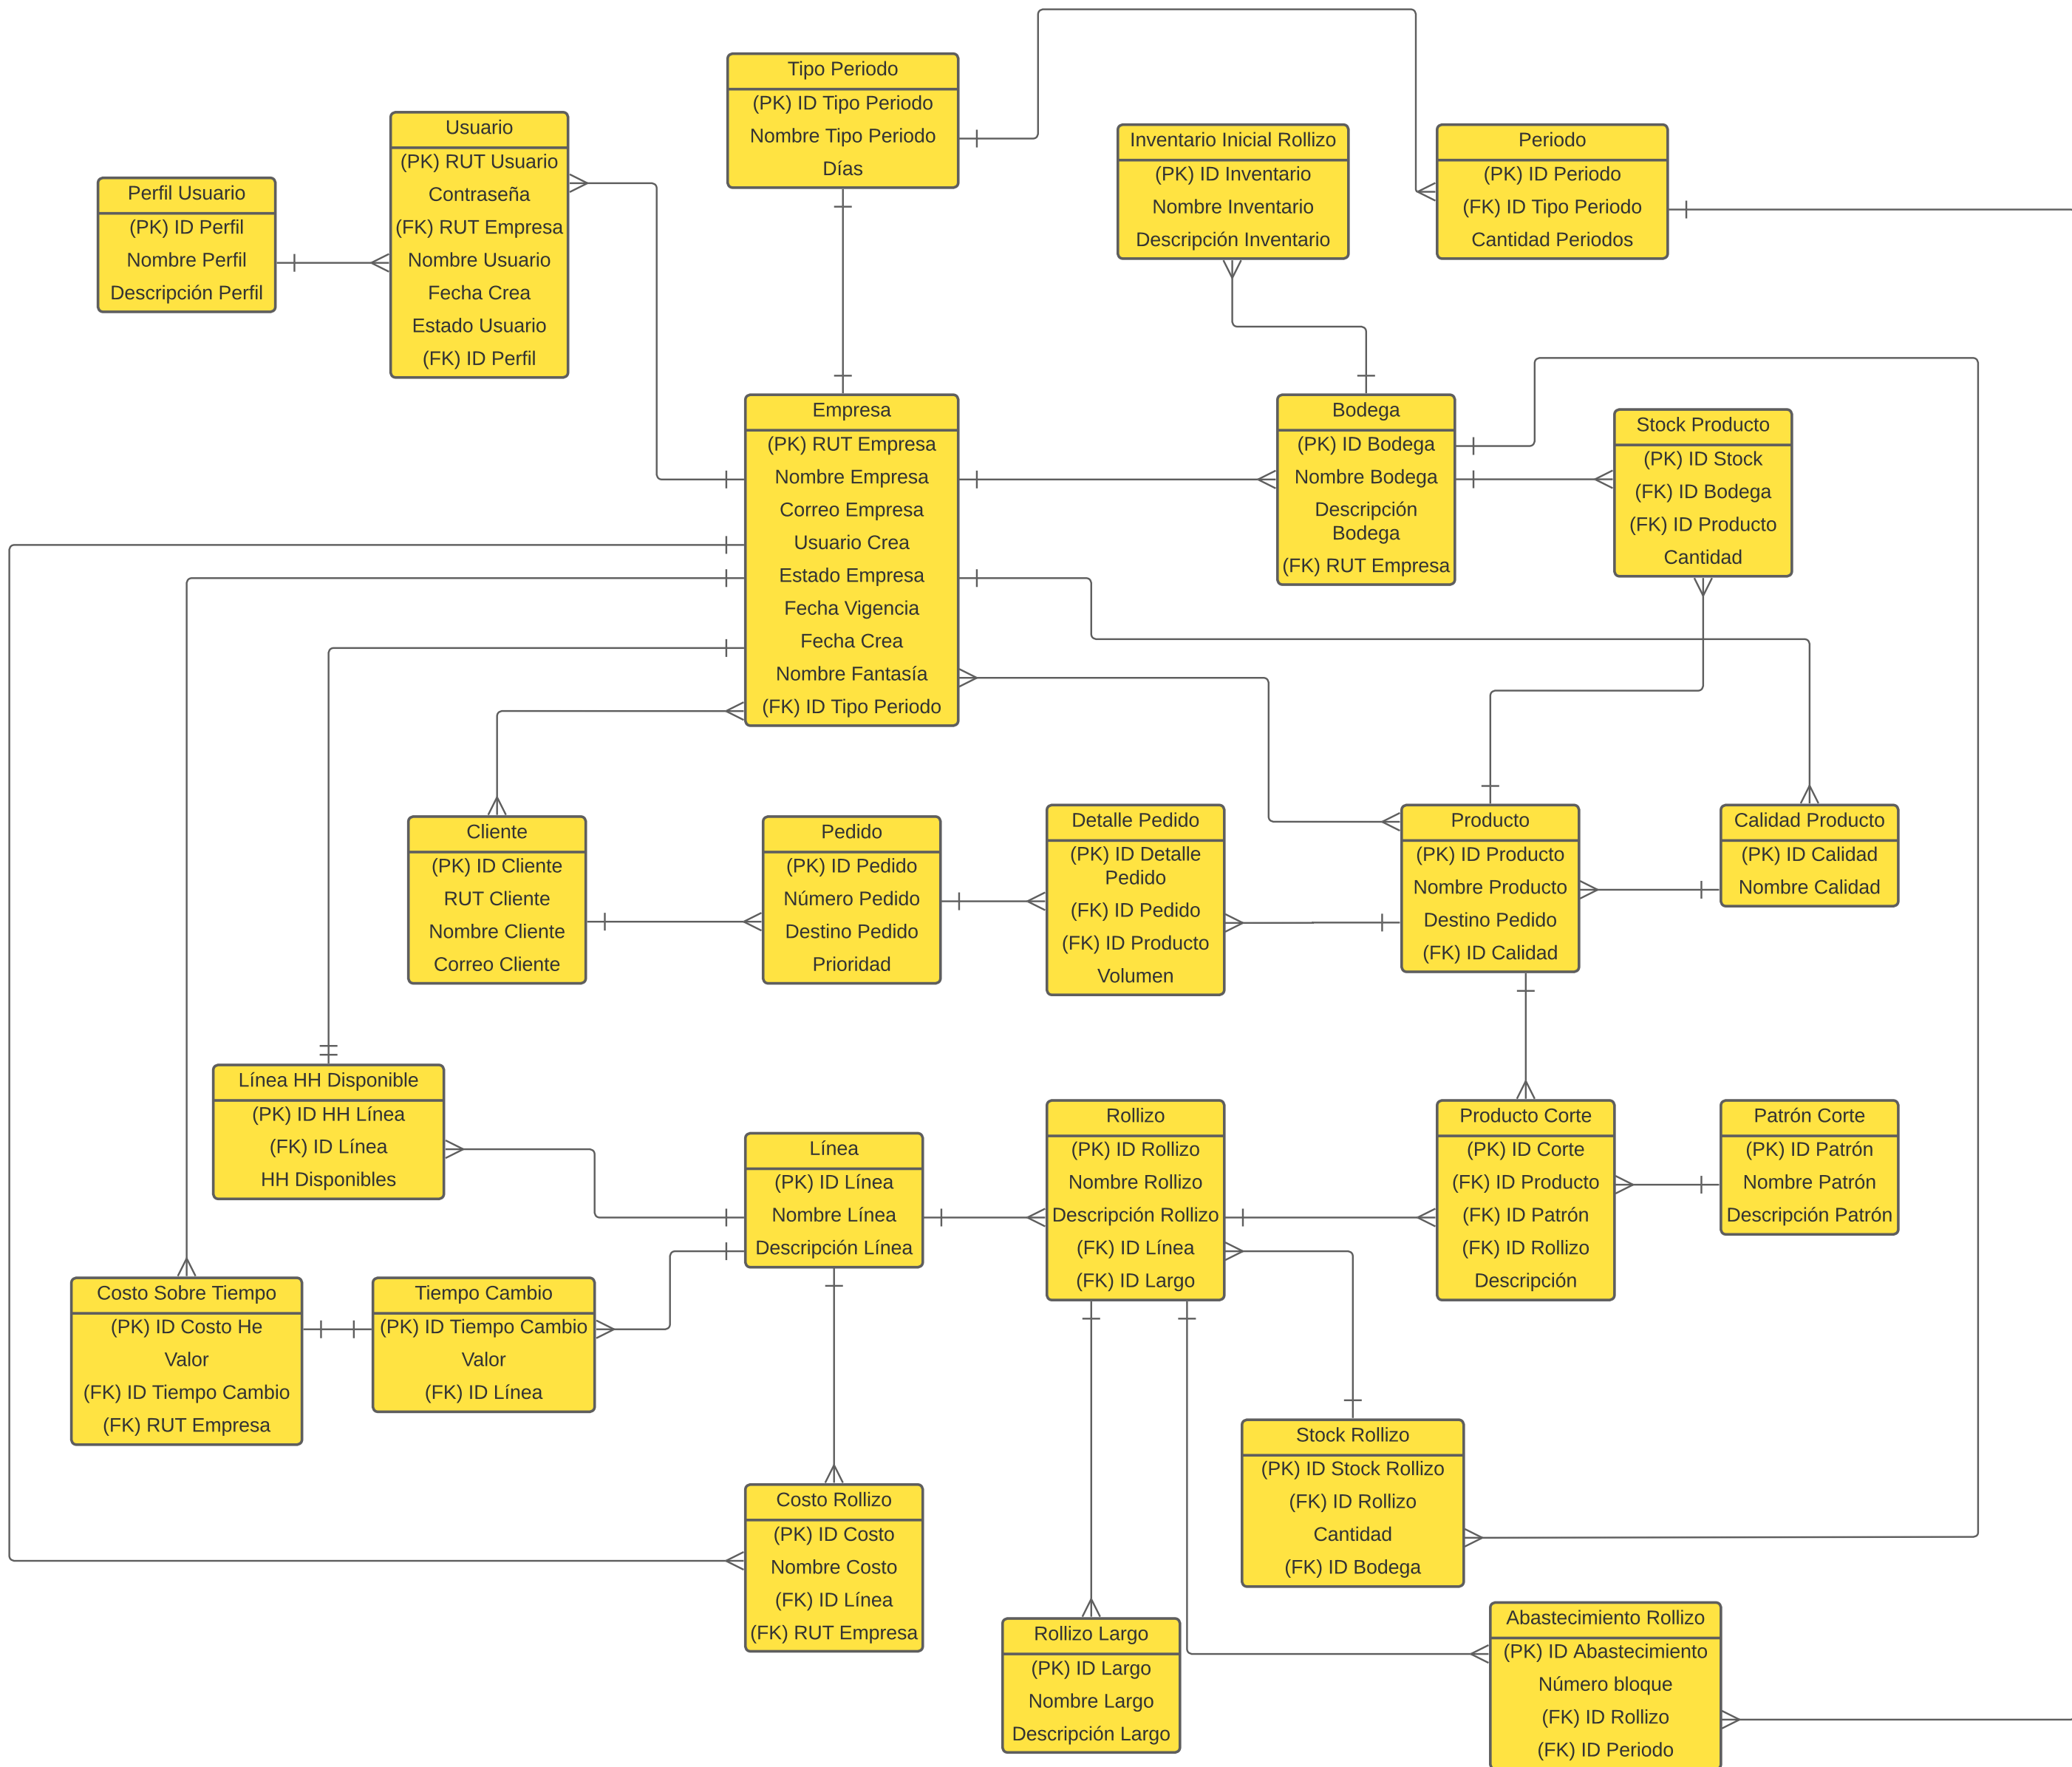 Tipo Periodo
(PK) ID Tipo Periodo
Nombre Tipo Periodo
Días
Usuario
(PK) RUT Usuario
Contraseña
(FK) RUT Empresa
Nombre Usuario
Fecha Crea
Estado Usuario
(FK) ID Perfil
Inventario Inicial Rollizo
(PK) ID Inventario
Nombre Inventario
Descripción Inventario
Periodo
(PK) ID Periodo
(FK) ID Tipo Periodo
Cantidad Periodos
Perfil Usuario
(PK) ID Perfil
Nombre Perfil
Descripción Perfil
Empresa
(PK) RUT Empresa
Nombre Empresa
Correo Empresa
Usuario Crea
Estado Empresa
Fecha Vigencia
Fecha Crea
Nombre Fantasía
(FK) ID Tipo Periodo
Bodega
(PK) ID Bodega
Nombre Bodega
Descripción
Bodega
(FK) RUT Empresa
Stock Producto
(PK) ID Stock
(FK) ID Bodega
(FK) ID Producto
Cantidad
Cliente
(PK) ID Cliente
RUT Cliente
Nombre Cliente
Correo Cliente
Pedido
(PK) ID Pedido
Número Pedido
Destino Pedido
Prioridad
Detalle Pedido
(PK) ID Detalle
Pedido
(FK) ID Pedido
(FK) ID Producto
Volumen
Producto
(PK) ID Producto
Nombre Producto
Destino Pedido
(FK) ID Calidad
Calidad Producto
(PK) ID Calidad
Nombre Calidad
Línea HH Disponible
(PK) ID HH Línea
(FK) ID Línea
HH Disponibles
Línea
(PK) ID Línea
Nombre Línea
Descripción Línea
Rollizo
(PK) ID Rollizo
Nombre Rollizo
Descripción Rollizo
(FK) ID Línea
(FK) ID Largo
Producto Corte
(PK) ID Corte
(FK) ID Producto
(FK) ID Patrón
(FK) ID Rollizo
Descripción
Patrón Corte
(PK) ID Patrón
Nombre Patrón
Descripción Patrón
Costo Sobre Tiempo
(PK) ID Costo He
Valor
(FK) ID Tiempo Cambio
(FK) RUT Empresa
Tiempo Cambio
(PK) ID Tiempo Cambio
Valor
(FK) ID Línea
Stock Rollizo
(PK) ID Stock Rollizo
(FK) ID Rollizo
Cantidad
(FK) ID Bodega
Costo Rollizo
(PK) ID Costo
Nombre Costo
(FK) ID Línea
(FK) RUT Empresa
Rollizo Largo
(PK) ID Largo
Nombre Largo
Descripción Largo
Abastecimiento Rollizo
(PK) ID Abastecimiento
Número bloque
(FK) ID Rollizo
(FK) ID Periodo